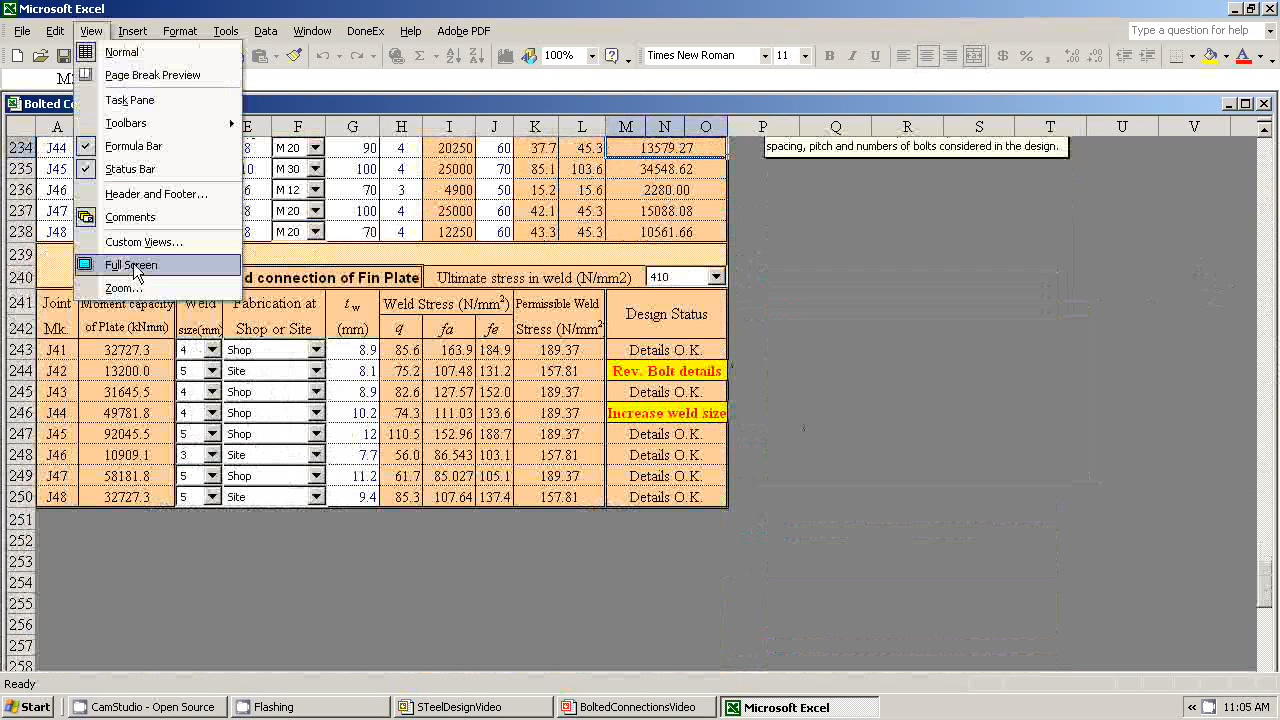 Microsoft Excel
File Edit View Insert Format Tools Data Window DoneEx Help Adobe PDF
Type a question for help
Normal
100%
Times New Roman
11
Page Break Preview
Task Pane
Toolbars
Formula Bar
Status Bar
Header and Footer...
Comments
Custom Views...
Full Screen
Zoom...
Bolted Co
A E F G H I J K L M N O P Q R S T U V
234 J44 8 M 20 90 4 20250 60 37.7 45.3 13579.27
spacing, pitch and numbers of bolts considered in the design.
235 J45 10 M 30 100 4 25000 70 85.1 103.6 34548.62
236 J46 6 M 12 70 3 4900 50 15.2 15.6 2280.00
237 J47 8 M 20 100 4 25000 60 42.1 45.3 15088.08
238 J48 8 M 20 70 4 12250 60 37.7 45.3 10561.66
239
240 d connection of Fin Plate Ultimate stress in weld (N/mm2) 410
241 Joint Moment capacity Weld Fabrication at tw Weld Stress (N/mm2) Permissible Weld Design Status
242 Mk. of Plate (kNmm) size(mm) Shop or Site (mm) q fa fe Stress (N/mm2
243 J41 32727.3 4 Shop 8.9 85.6 163.9 184.9 189.37 Details O.K.
244 J42 13200.0 5 Site 8.1 75.2 107.48 131.2 157.81 Rev. Bolt details
245 J43 31645.5 4 Shop 8.9 82.6 127.57 152.0 189.37 Details O.K.
246 J44 49781.8 4 Shop 10.2 74.3 111.03 133.6 189.37 Increase weld size
247 J45 92045.5 5 Shop 12 110.5 152.96 188.7 189.37 Details O.K.
248 J46 10909.1 3 Site 7.7 56.0 86.543 103.1 157.81 Details O.K.
249 J47 58181.8 5 Shop 11.2 61.7 85.027 105.1 189.37 Details O.K.
250 J48 32727.3 5 Site 9.4 85.3 107.64 137.4 157.81 Details O.K.
251
252
253
254
255
256
257
258
Ready
Start CamStudio - Open Source Flashing STeelDesignVideo BoltedConnectionsVideo Microsoft Excel 11:05 AM